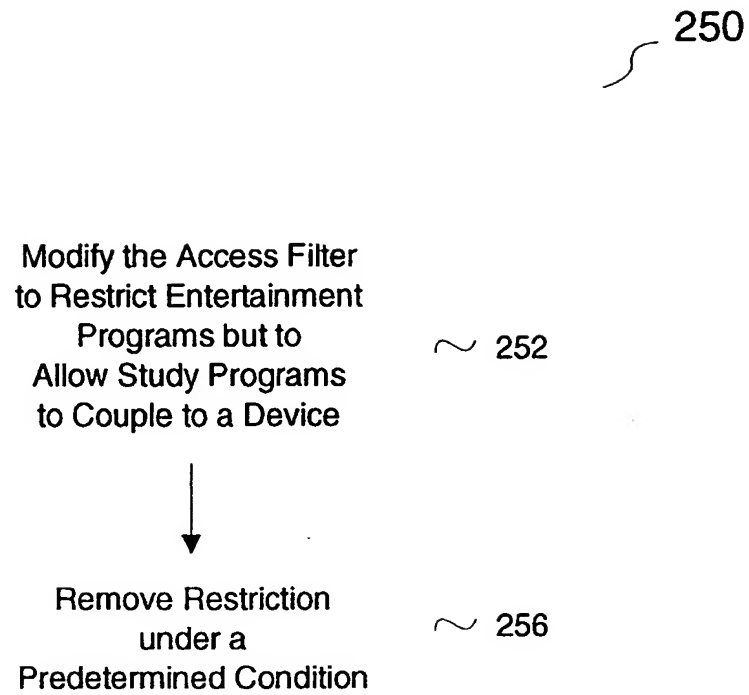 250
Modify the Access Filter
to Restrict Entertainment
Programs but to
Allow Study Programs
to Couple to a Device
252
Remove Restriction
under a
Predetermined Condition
256